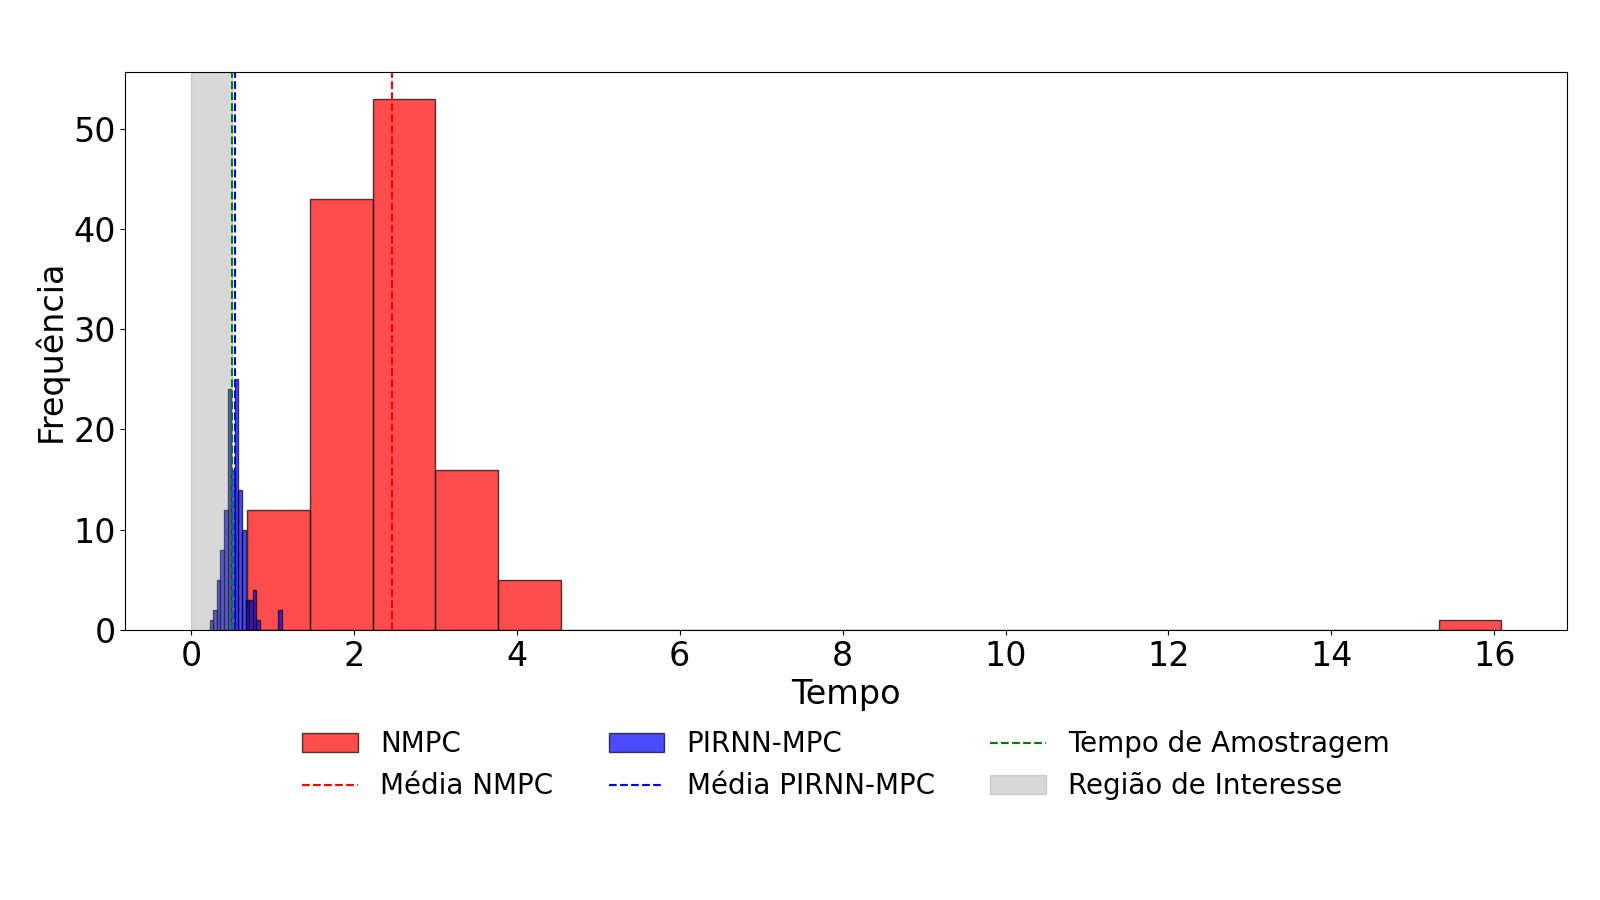 50
40
30
20
10
0
Frequência
0 2 4 6 8 10 12 14 16
Tempo
NMPC PIRNN-MPC Tempo de Amostragem
Média NMPC Média PIRNN-MPC Região de Interesse